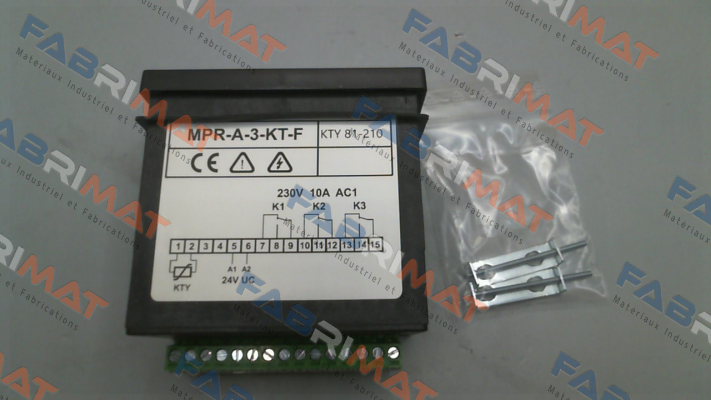 FABRIMAT
Materiaux Industriel et Fabrications
MPR-A-3-KT-F KTY 81-210
CE
230V 10A AC1
K1 K2 K3
1 2 3 4 5 6 7 8 9 10 11 12 13 14 15
A1 A2
KTY 24V UC